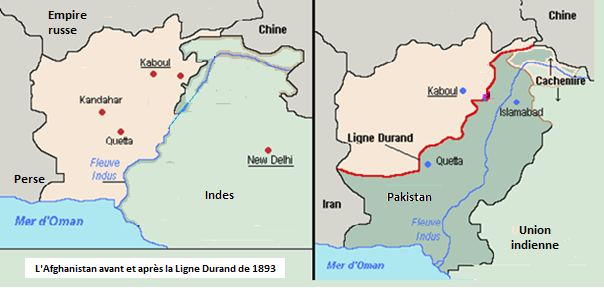 Empire
russe
Chine
Kaboul
Kandahar
Quetta
New Delhi
Fleuve
Indus
Perse
Indes
Mer d'Oman
L'Afghanistan avant et après la Ligne Durand de 1893
Chine
Cachemire
Kaboul
Islamabad
Ligne Durand
Quetta
Pakistan
Iran
Fleuve
Indus
Union
indienne
Mer d'Oman